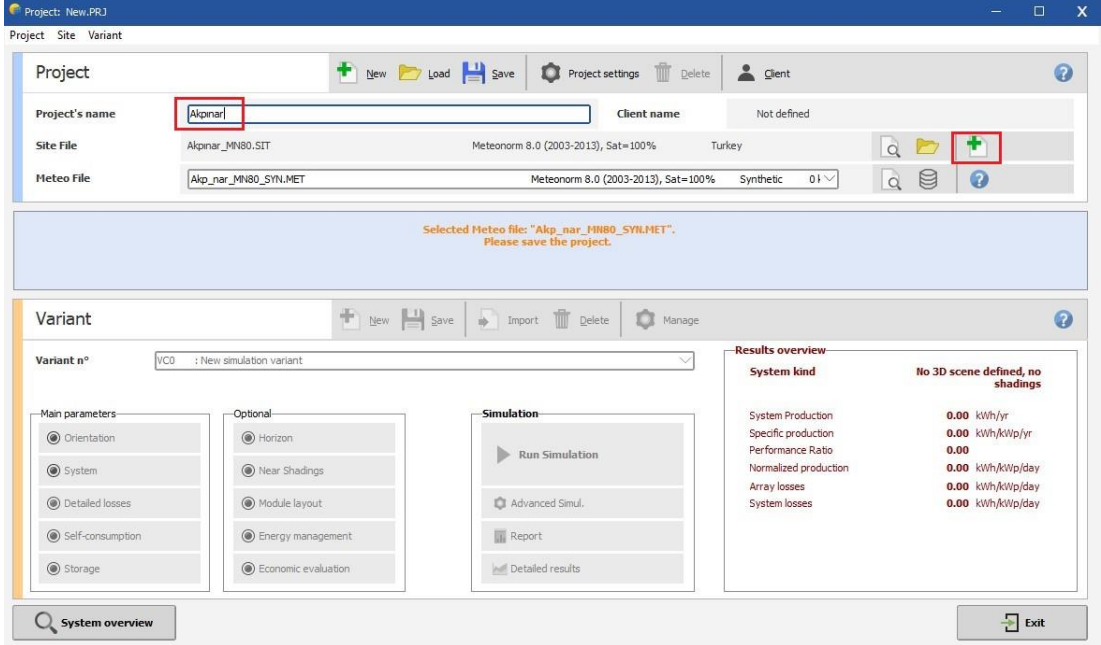 Project: New.PRJ
Project Site Variant
Project New Load Save Project settings Delete Client
Project's name Akpınar Client name Not defined
Site File Akpınar_MN80.SIT Meteonorm 8.0 (2003-2013), Sat=100% Turkey
Meteo File Akp_nar_MN80_SYN.MET Meteonorm 8.0 (2003-2013), Sat=100% Synthetic
Selected Meteo file: "Akp_nar_MN80_SYN.MET".
Please save the project.
Variant New Save Import Delete Manage
Variant n° VC0 : New simulation variant
Results overview
System kind No 3D scene defined, no
shadings
Main parameters Optional Simulation
Orientation Horizon Run Simulation System Production 0.00 kWh/yr
Specific production 0.00 kWh/kWp/yr
System Near Shadings Performance Ratio 0.00
Normalized production 0.00 kWh/kWp/day
Detailed losses Module layout Advanced Simul. Array losses 0.00 kWh/kWp/day
System losses 0.00 kWh/kWp/day
Self-consumption Energy management Report
Storage Economic evaluation Detailed results
System overview Exit